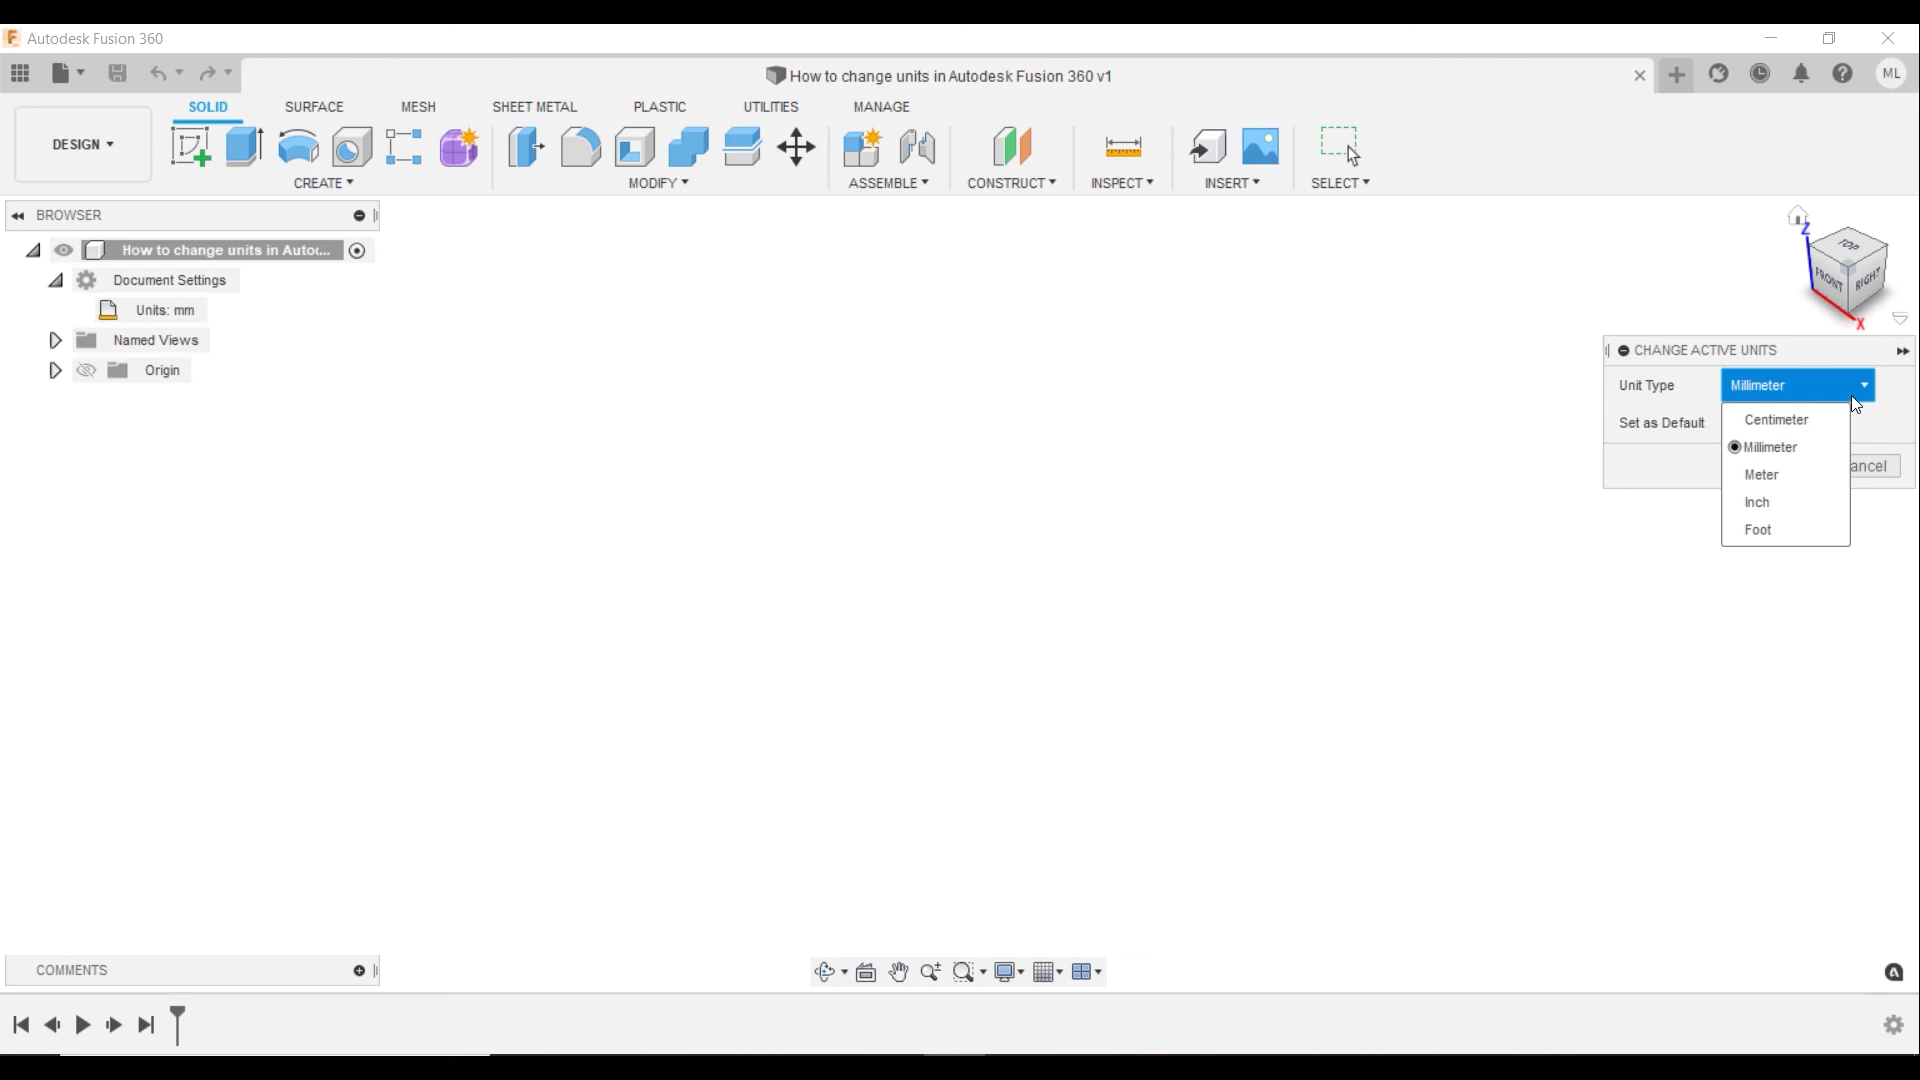 Autodesk Fusion 360
How to change units in Autodesk Fusion 360 v1
ML
SOLID SURFACE MESH SHEET METAL PLASTIC UTILITIES MANAGE
DESIGN
CREATE MODIFY ASSEMBLE CONSTRUCT INSPECT INSERT SELECT
BROWSER
How to change units in Autoc...
Document Settings
Units: mm
Named Views
Origin
Z
TOP
FRONT
RIGHT
X
CHANGE ACTIVE UNITS
Unit Type Millimeter
Set as Default
Centimeter
Millimeter
Meter
Inch
Foot
ancel
COMMENTS